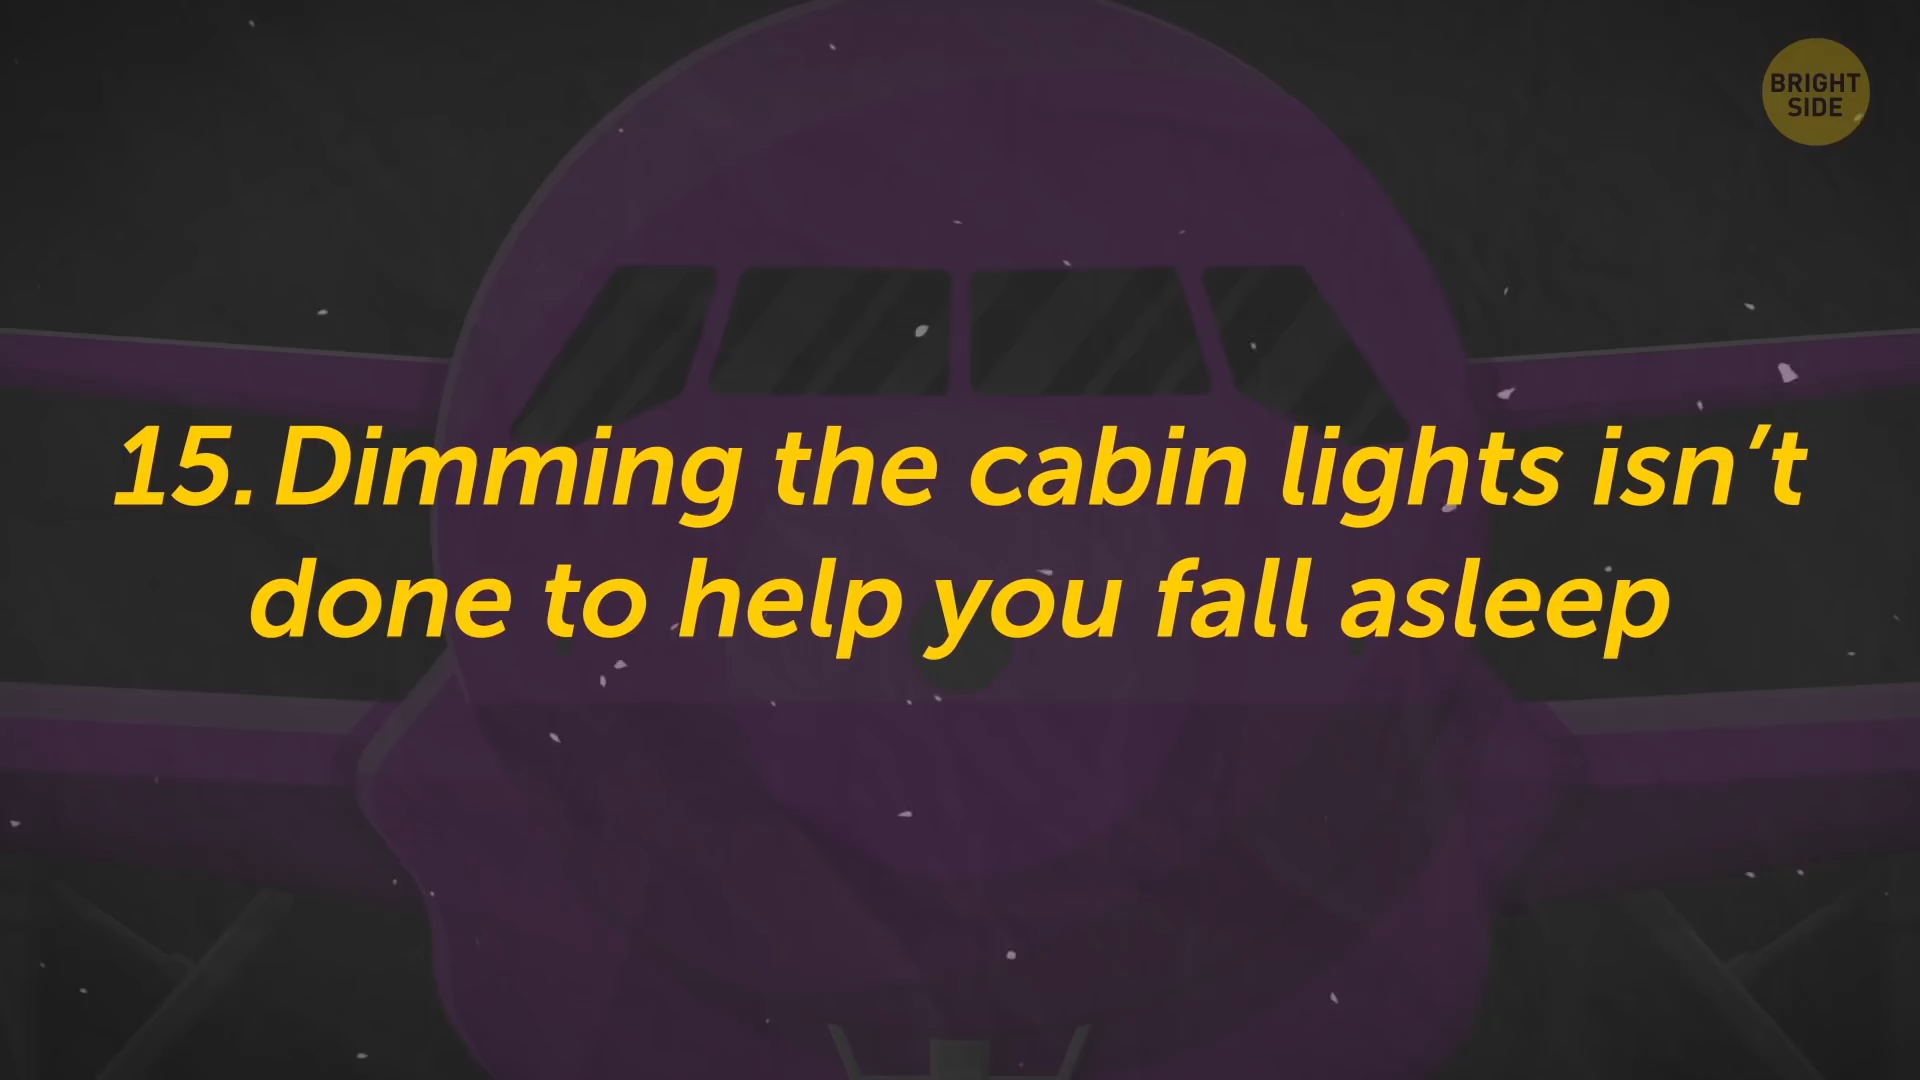 BRIGHT
SIDE
15. Dimming the cabin lights isn’t
done to help you fall asleep